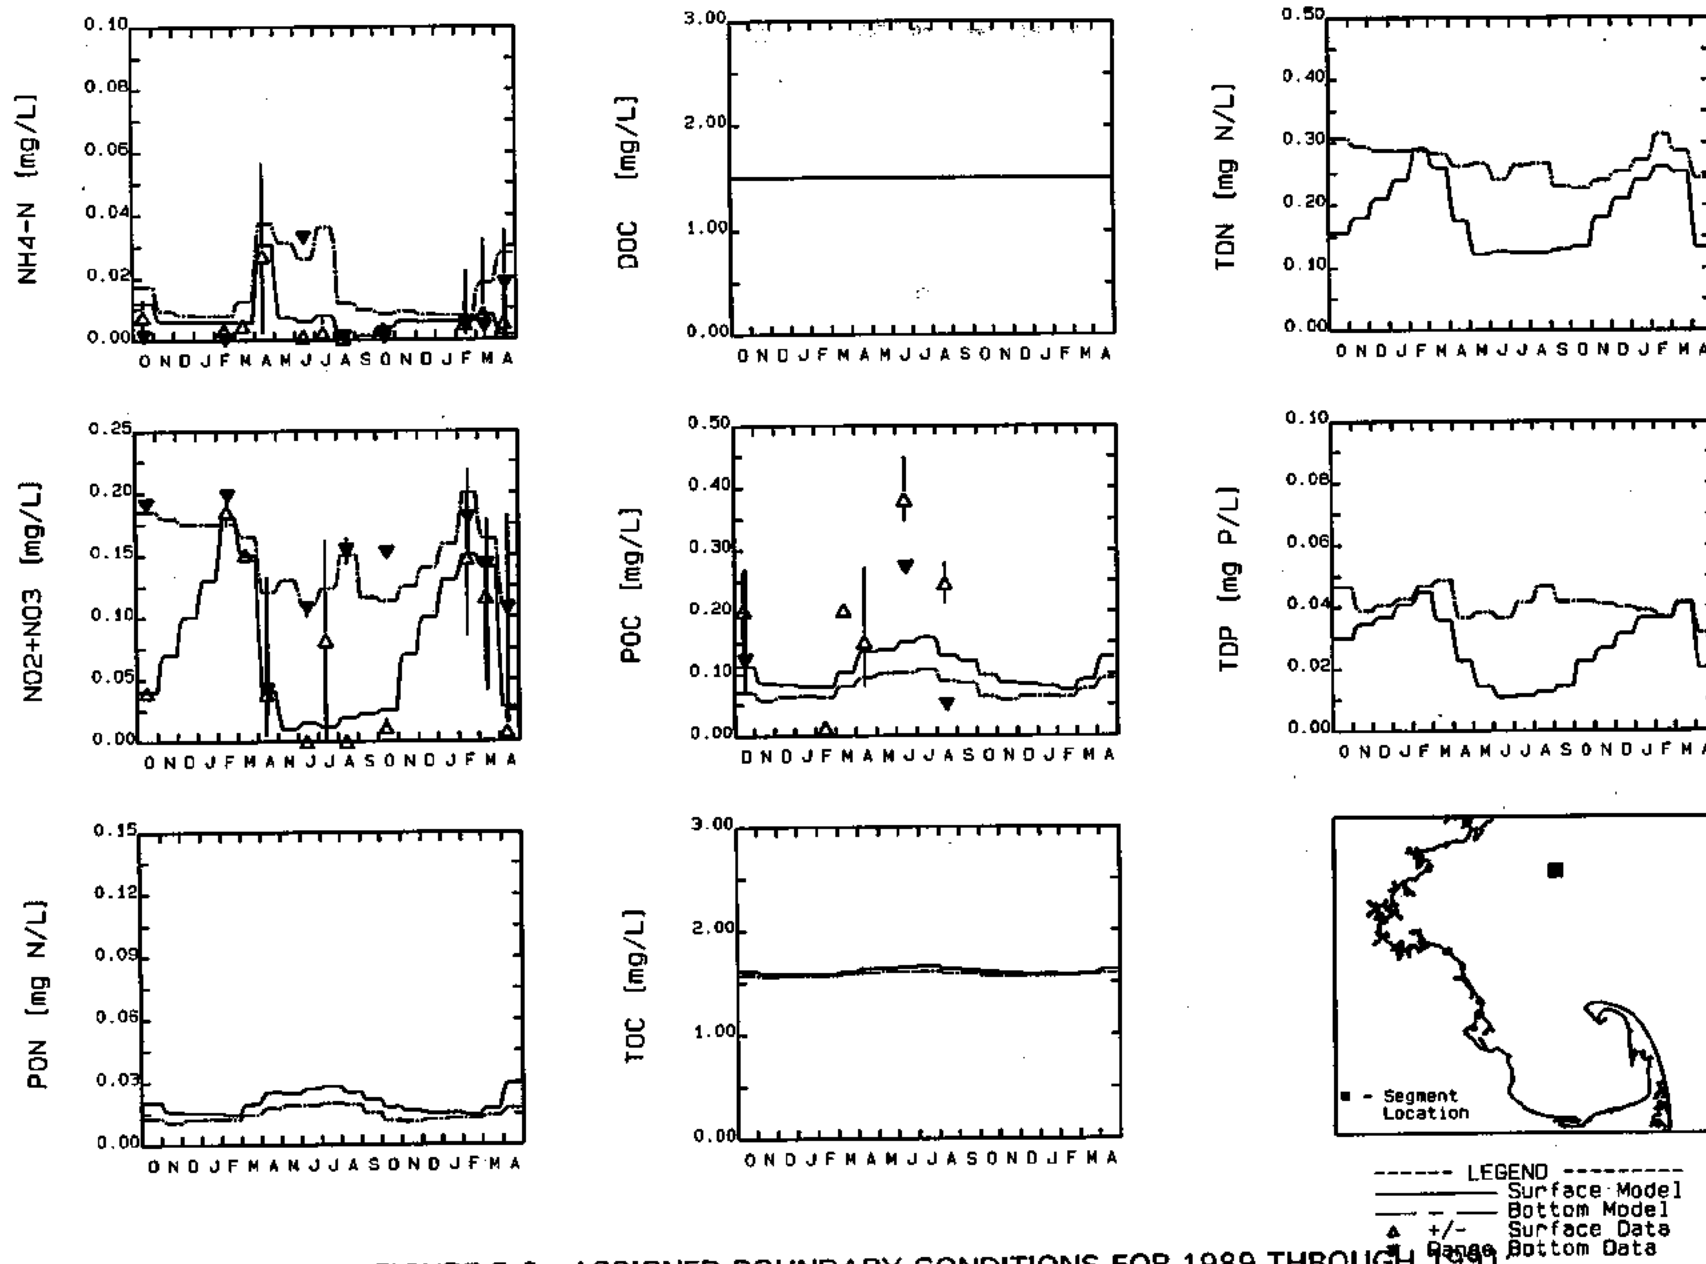 NH4-N (mg/L)
0.10
0.08
0.06
0.04
0.02
0.00
O N D J F M A M J J A S O N D J F M A
DOC (mg/L)
3.00
2.00
1.00
0.00
O N D J F M A M J J A S O N D J F M A
TDN (mg N/L)
0.50
0.40
0.30
0.20
0.10
0.00
O N D J F M A M J J A S O N D J F M A
NO2+NO3 (mg/L)
0.25
0.20
0.15
0.10
0.05
0.00
O N D J F M A M J J A S O N D J F M A
POC (mg/L)
0.50
0.40
0.30
0.20
0.10
0.00
O N D J F M A M J J A S O N D J F M A
TDP (mg P/L)
0.10
0.08
0.06
0.04
0.02
0.00
O N D J F M A M J J A S O N D J F M A
PON (mg N/L)
0.15
0.12
0.09
0.06
0.03
0.00
O N D J F M A M J J A S O N D J F M A
TOC (mg/L)
3.00
2.00
1.00
0.00
O N D J F M A M J J A S O N D J F M A
- Segment
Location
LEGEND
Surface Model
Bottom Model
+/- Surface Data
Range Bottom Data
ASSIGNED BOUNDARY CONDITIONS FOR 1989 THROUGH 1991